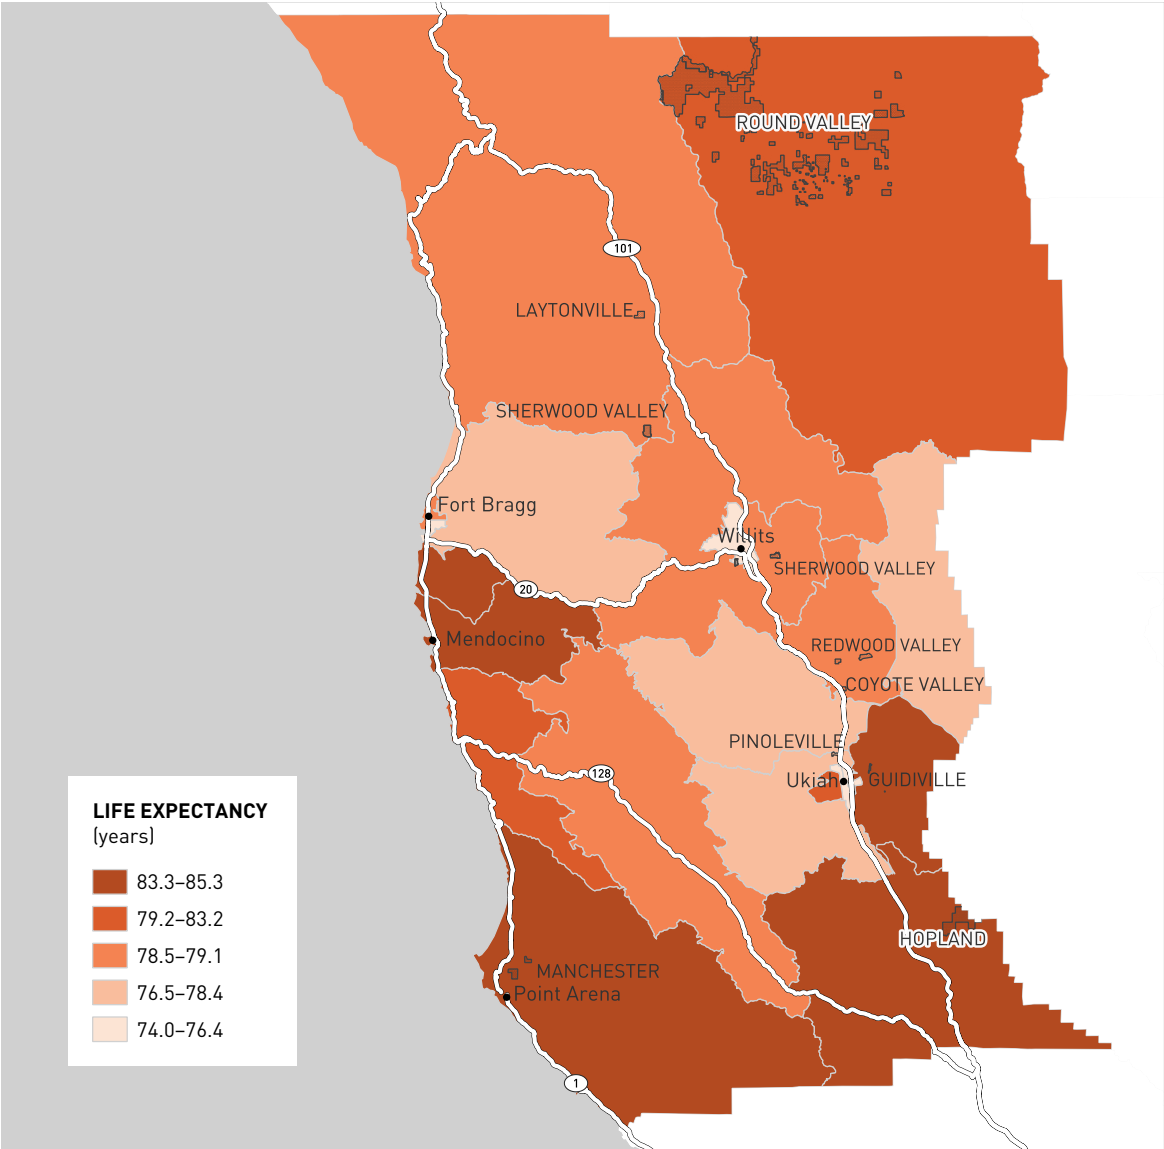 ROUND VALLEY
101
LAYTONVILLE
SHERWOOD VALLEY
Fort Bragg
Willits
SHERWOOD VALLEY
20
Mendocino
REDWOOD VALLEY
COYOTE VALLEY
PINOLEVILLE
128
Ukiah
GUIDIVILLE
LIFE EXPECTANCY
(years)
83.3–85.3
79.2–83.2
78.5–79.1
76.5–78.4
74.0–76.4
HOPLAND
MANCHESTER
Point Arena
1